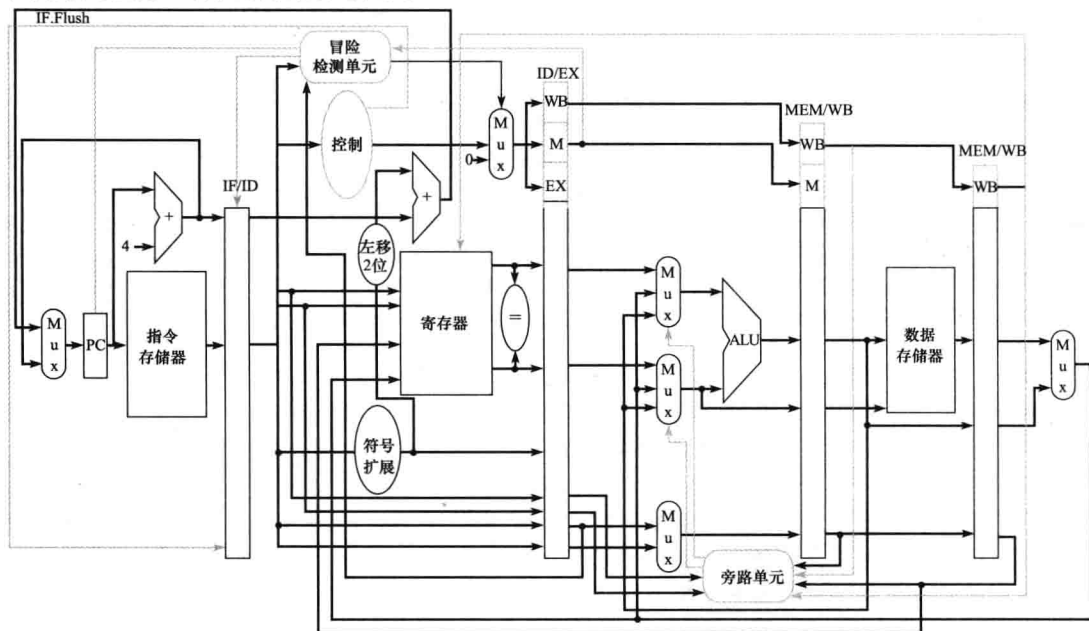 IF.Flush
冒险
检测单元
ID/EX
WB
M
u
x
MEM/WB
控制
0
M
WB
MEM/WB
IF/ID
+
EX
M
WB
+
4
左移
2位
M
u
x
M
u
x
PC
指令
存储器
寄存器
=
ALU
数据
存储器
M
u
x
M
u
x
符号
扩展
M
u
x
旁路单元